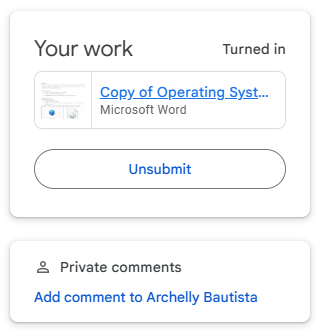 Your work
Turned in
Copy of Operating Syst...
Microsoft Word
Unsubmit
Private comments
Add comment to Archelly Bautista